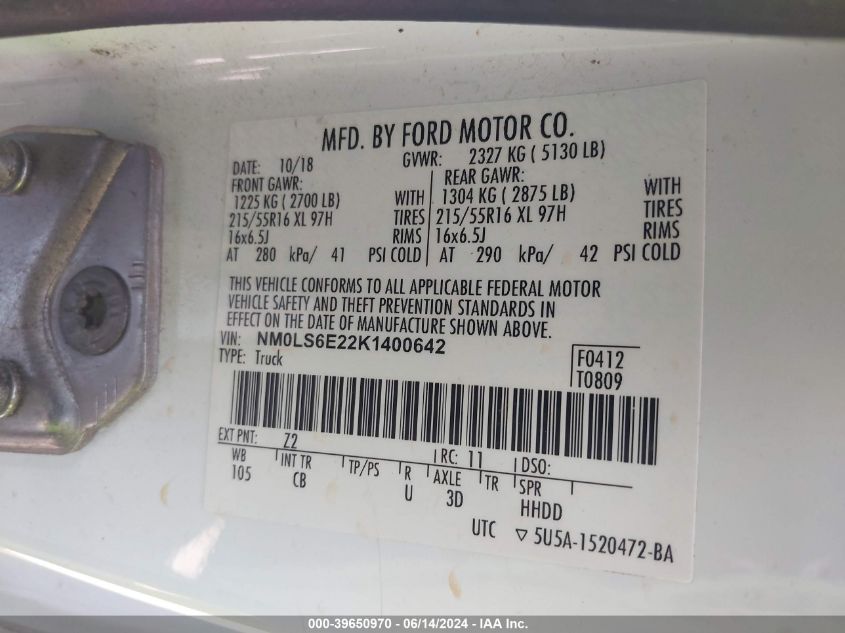 MFD. BY FORD MOTOR CO.
DATE: 10/18 GVWR: 2327 KG ( 5130 LB)
FRONT GAWR: REAR GAWR:
1225 KG ( 2700 LB) WITH 1304 KG ( 2875 LB) WITH
215/55R16 XL 97H TIRES 215/55R16 XL 97H TIRES
16x6.5J RIMS 16x6.5J RIMS
AT 280 kPa/ 41 PSI COLD AT 290 kPa/ 42 PSI COLD
THIS VEHICLE CONFORMS TO ALL APPLICABLE FEDERAL MOTOR
VEHICLE SAFETY AND THEFT PREVENTION STANDARDS IN
EFFECT ON THE DATE OF MANUFACTURE SHOWN ABOVE.
VIN: NM0LS6E22K1400642
TYPE: Truck
F0412
T0809
EXT PNT: Z2 RC: 11 DSO:
WB INT TR TP/PS R AXLE TR SPR
105 CB U 3D HHDD
UTC ▽ 5U5A-1520472-BA
000-39650970 - 06/14/2024 - IAA Inc.